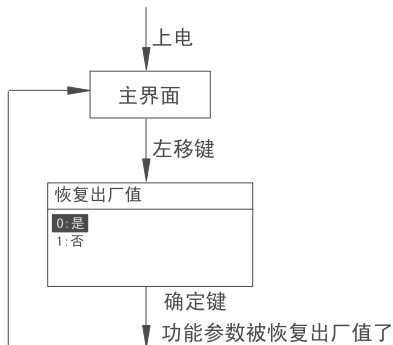 上电
主界面
左移键
恢复出厂值
0:是
1:否
确定键
功能参数被恢复出厂值了